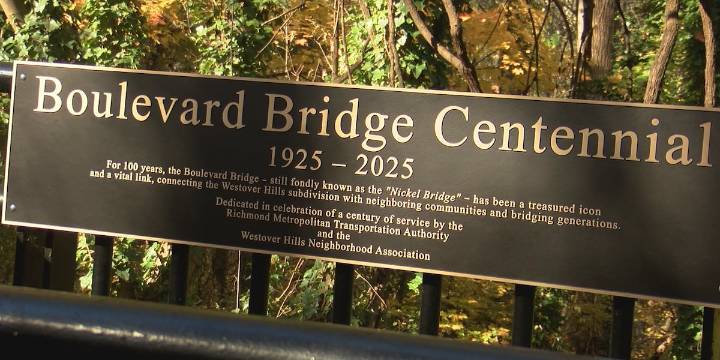 Boulevard Bridge Centennial
1925 – 2025
For 100 years, the Boulevard Bridge – still fondly known as the "Nickel Bridge" – has been a treasured icon
and a vital link, connecting the Westover Hills subdivision with neighboring communities and bridging generations.
Dedicated in celebration of a century of service by the
Richmond Metropolitan Transportation Authority
and the
Westover Hills Neighborhood Association